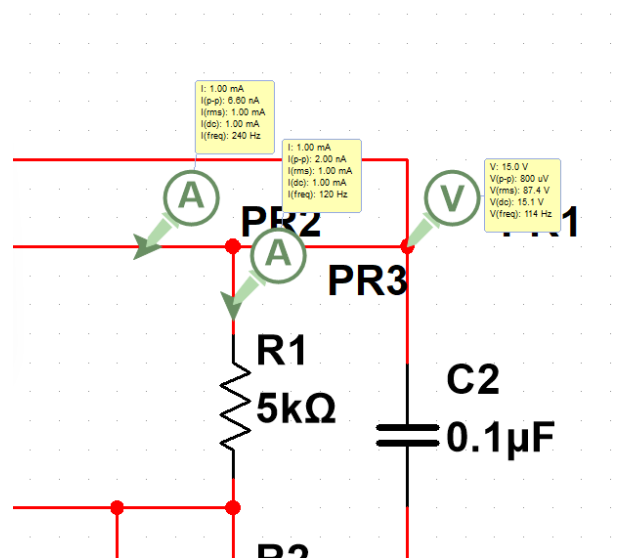 I: 1.00 mA
I(p-p): 6.60 nA
I(rms): 1.00 mA
I(dc): 1.00 mA
I(freq): 240 Hz
I: 1.00 mA
I(p-p): 2.00 nA
I(rms): 1.00 mA
I(dc): 1.00 mA
I(freq): 120 Hz
V: 15.0 V
V(p-p): 800 uV
V(rms): 87.4 V
V(dc): 15.1 V
V(freq): 114 Hz
A
V
PR2
PR1
A
PR3
R1
5kΩ
C2
0.1µF
R2